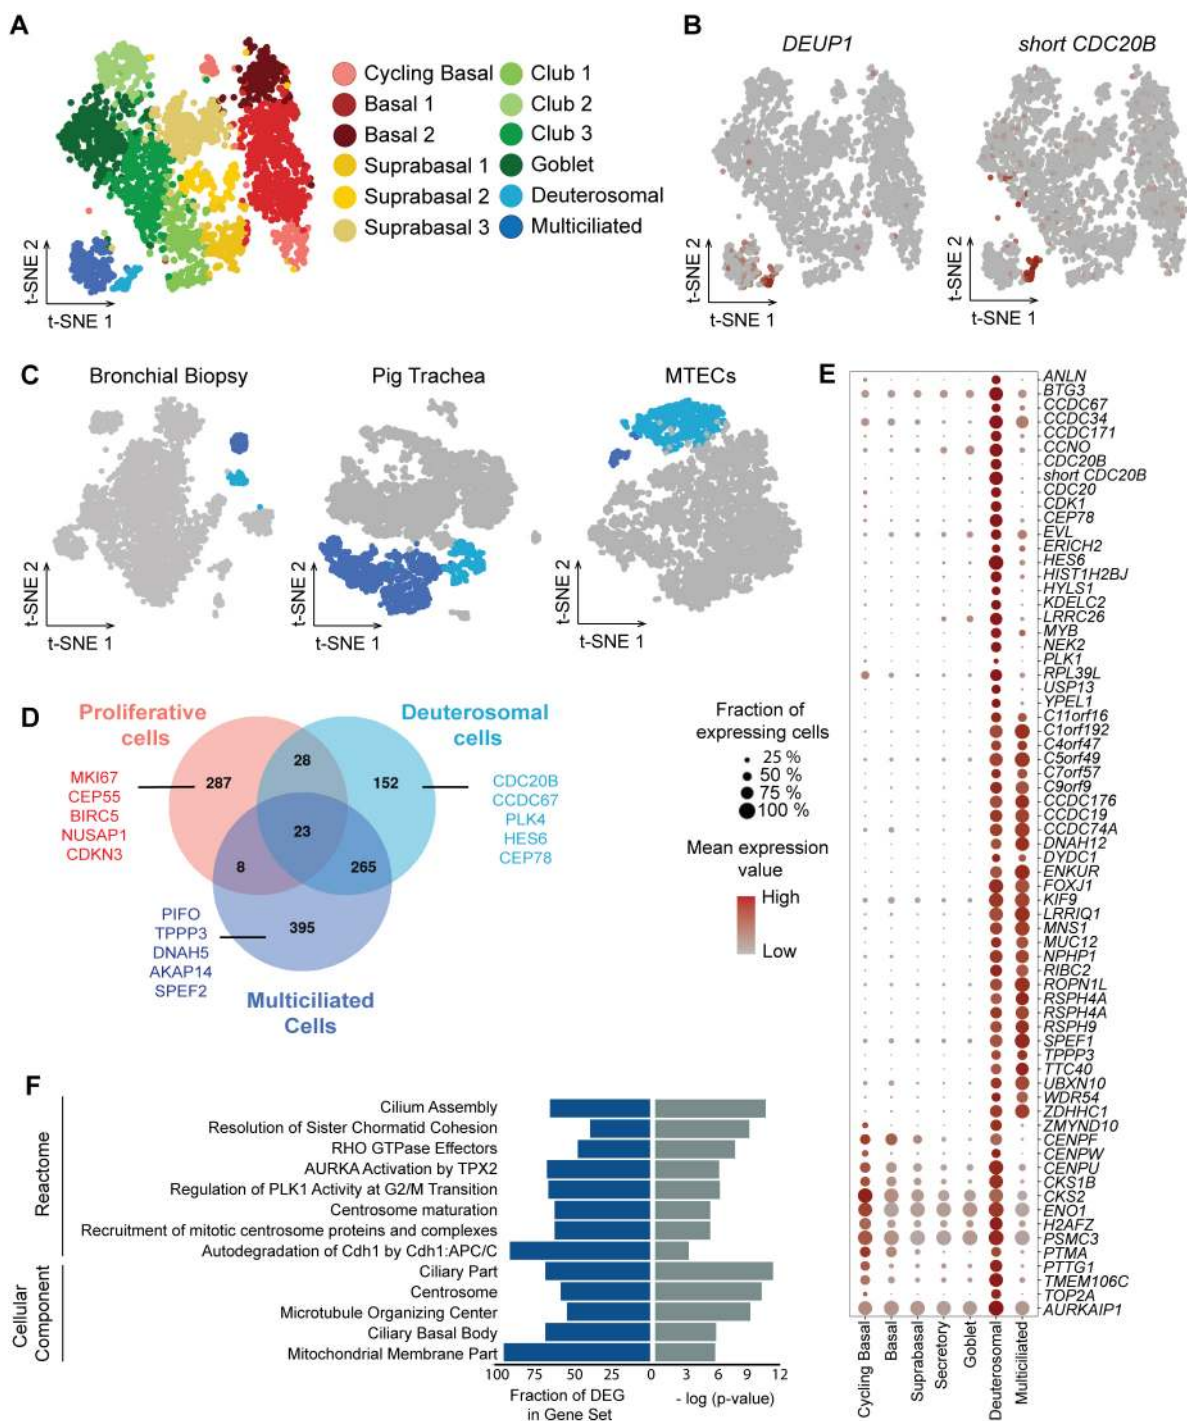 A
Cycling Basal
Basal 1
Basal 2
Suprabasal 1
Suprabasal 2
Suprabasal 3
Club 1
Club 2
Club 3
Goblet
Deuterosomal
Multiciliated
t-SNE 2
t-SNE 1
B
DEUP1
short CDC20B
t-SNE 2
t-SNE 1
t-SNE 2
t-SNE 1
C
Bronchial Biopsy
Pig Trachea
MTECs
t-SNE 2
t-SNE 1
t-SNE 2
t-SNE 1
t-SNE 2
t-SNE 1
D
Proliferative
cells
Deuterosomal
cells
Multiciliated
Cells
287
28
152
23
8
265
395
MKI67
CEP55
BIRC5
NUSAP1
CDKN3
CDC20B
CCDC67
PLK4
HES6
CEP78
PIFO
TPPP3
DNAH5
AKAP14
SPEF2
Fraction of
expressing cells
25 %
50 %
75 %
100 %
Mean expression
value
High
Low
E
ANLN
BTG3
CCDC67
CCDC34
CCDC171
CCNO
CDC20B
short CDC20B
CDC20
CDK1
CEP78
EVL
ERICH2
HES6
HIST1H2BJ
HYLS1
KDELC2
LRRC26
MYB
NEK2
PLK1
RPL39L
USP13
YPEL1
C11orf16
C1orf192
C4orf47
C5orf49
C7orf57
C9orf9
CCDC176
CCDC19
CCDC74A
DNAH12
DYDC1
ENKUR
FOXJ1
KIF9
LRRIQ1
MNS1
MUC12
NPHP1
RIBC2
ROPN1L
RSPH4A
RSPH4A
RSPH9
SPEF1
TPPP3
TTC40
UBXN10
WDR54
ZDHHC1
ZMYND10
CENPF
CENPW
CENPU
CKS1B
CKS2
ENO1
H2AFZ
PSMC3
PTMA
PTTG1
TMEM106C
TOP2A
AURKAIP1
Cycling Basal
Basal
Suprabasal
Secretory
Goblet
Deuterosomal
Multiciliated
F
Reactome
Cilium Assembly
Resolution of Sister Chormatid Cohesion
RHO GTPase Effectors
AURKA Activation by TPX2
Regulation of PLK1 Activity at G2/M Transition
Centrosome maturation
Recruitment of mitotic centrosome proteins and complexes
Autodegradation of Cdh1 by Cdh1:APC/C
Cellular
Component
Ciliary Part
Centrosome
Microtubule Organizing Center
Ciliary Basal Body
Mitochondrial Membrane Part
100 75 50 25 0 3 6 9 12
Fraction of DEG
in Gene Set
- log (p-value)